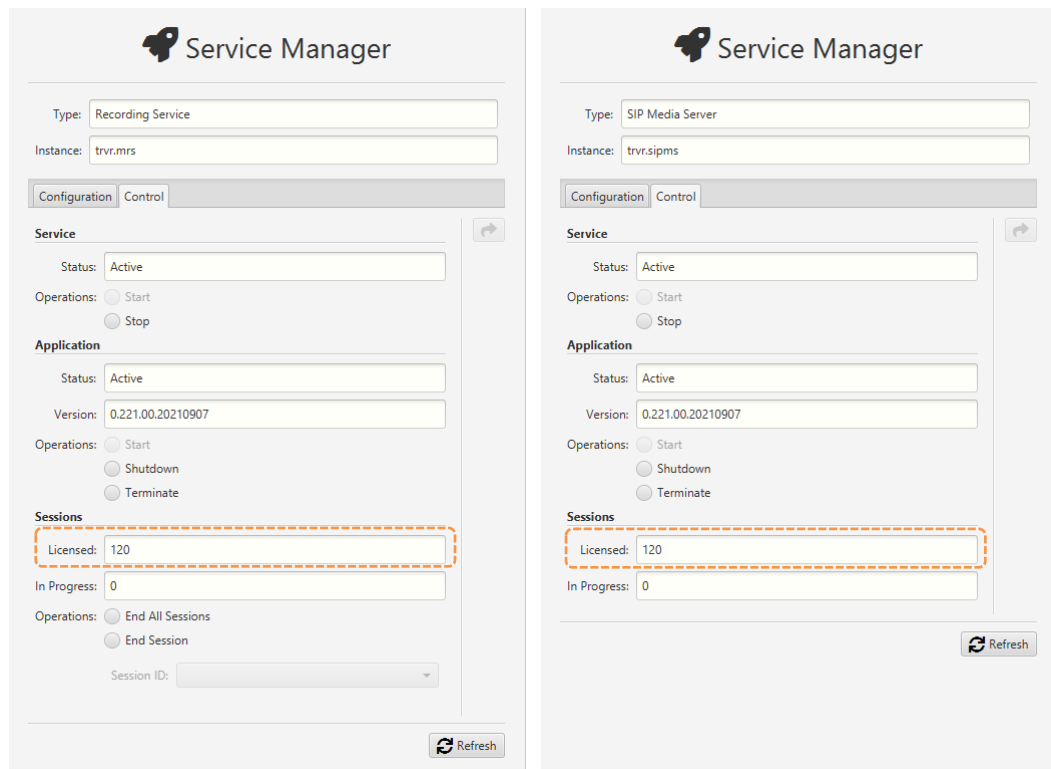 Service Manager
Type: Recording Service
Instance: trvr.mrs
Configuration Control
Service
Status: Active
Operations: Start
Stop
Application
Status: Active
Version: 0.221.00.20210907
Operations: Start
Shutdown
Terminate
Sessions
Licensed: 120
In Progress: 0
Operations: End All Sessions
End Session
Session ID:
Refresh
Service Manager
Type: SIP Media Server
Instance: trvr.sipms
Configuration Control
Service
Status: Active
Operations: Start
Stop
Application
Status: Active
Version: 0.221.00.20210907
Operations: Start
Shutdown
Terminate
Sessions
Licensed: 120
In Progress: 0
Refresh